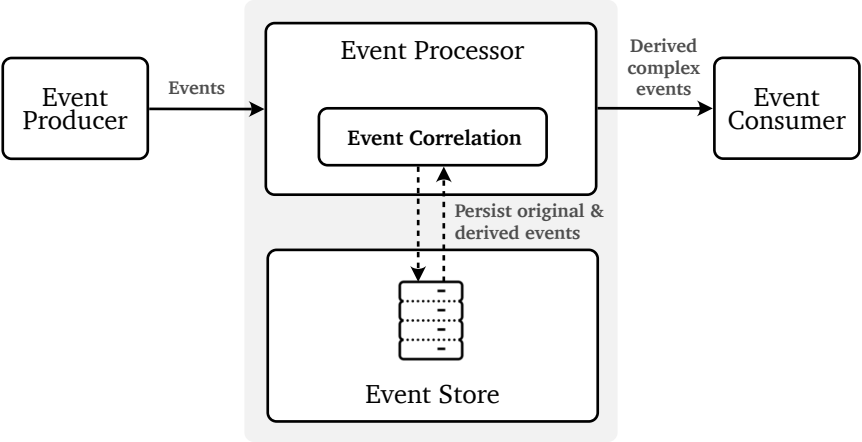 Event
Producer
Events
Event Processor
Event Correlation
Derived
complex
events
Event
Consumer
Persist original &
derived events
Event Store